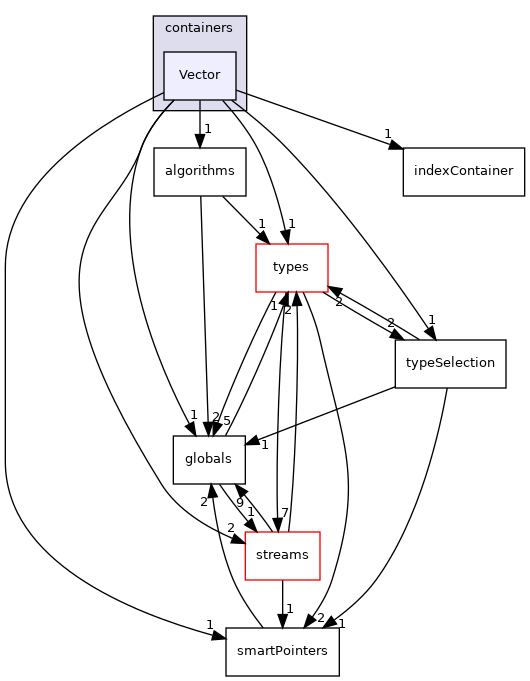 containers
Vector
1
1
algorithms
indexContainer
1
1
types
1
2
2
2
1
typeSelection
1
2
5
1
globals
2
9
1
7
2
streams
1
1
2
1
smartPointers